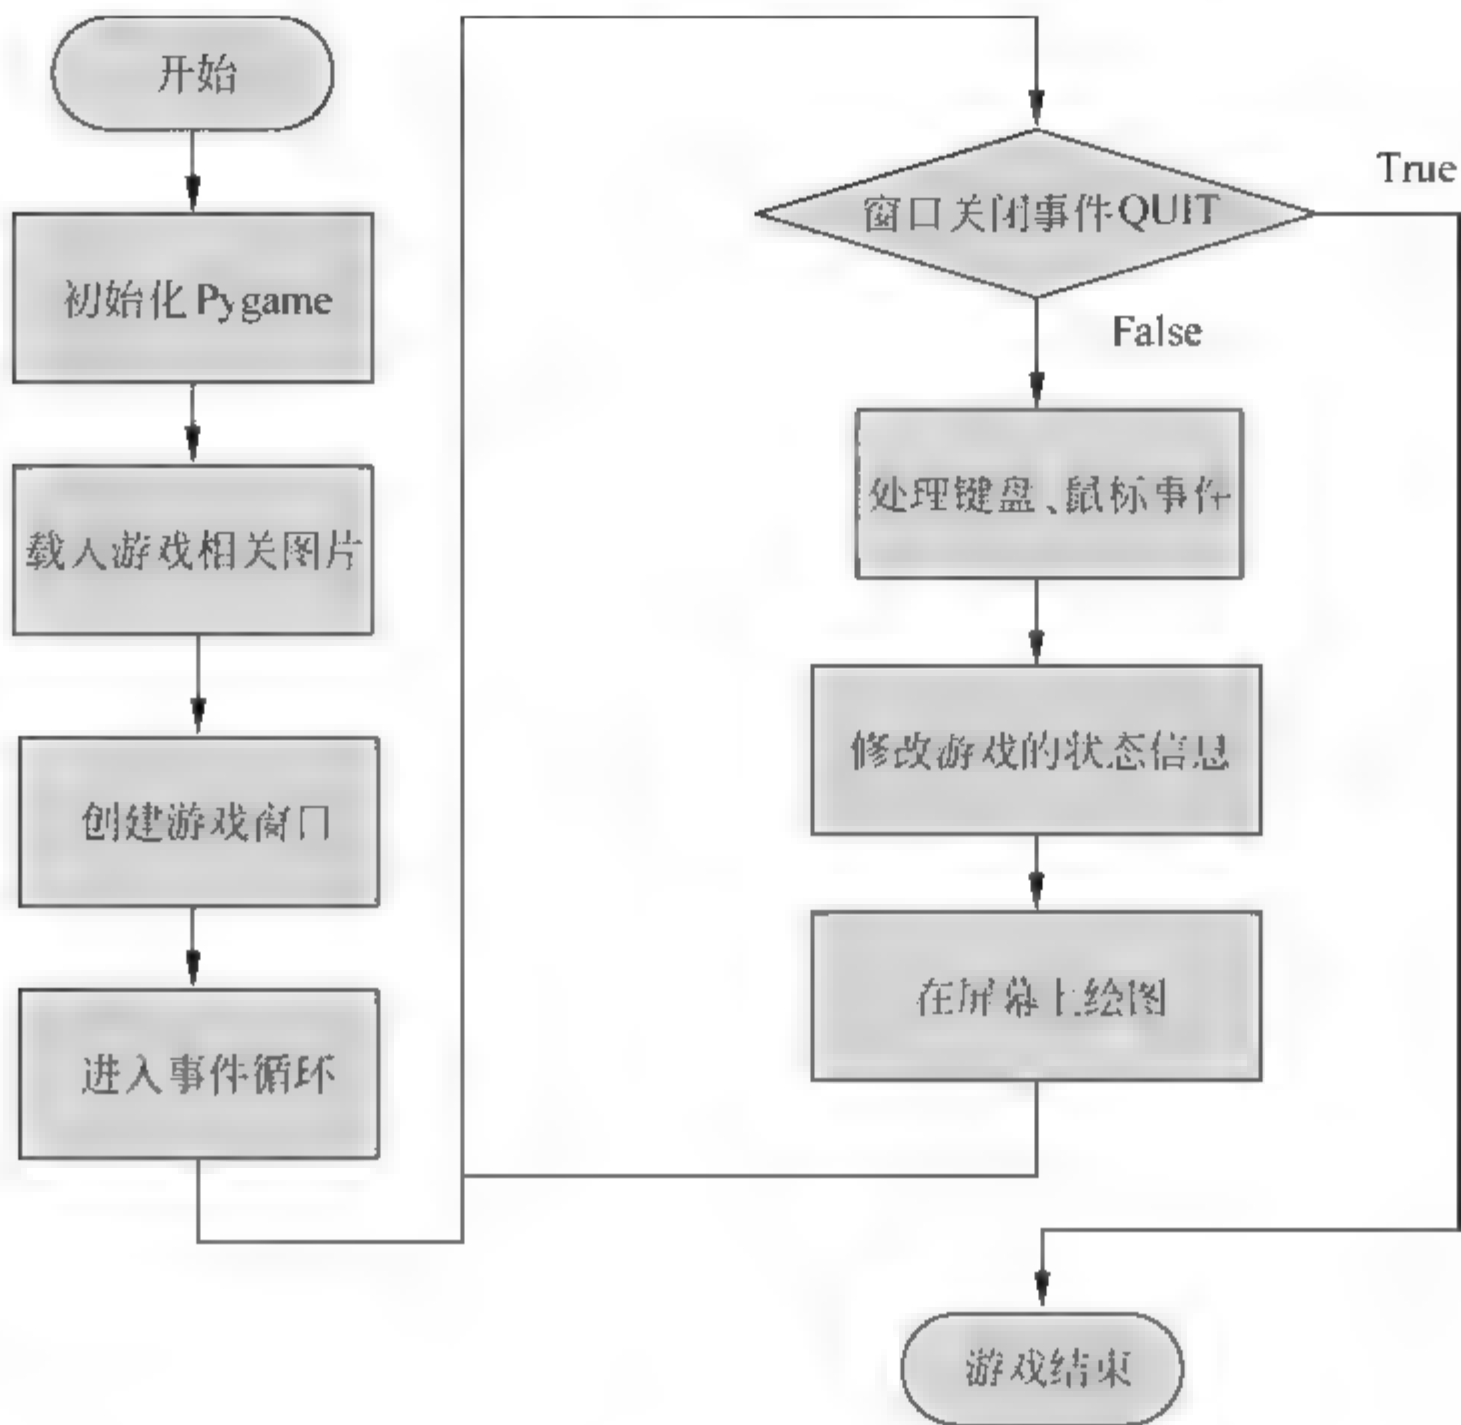 开始
初始化 Pygame
载入游戏相关图片
创建游戏窗口
进入事件循环
窗口关闭事件QUIT
True
False
处理键盘、鼠标事件
修改游戏的状态信息
在屏幕上绘图
游戏结束